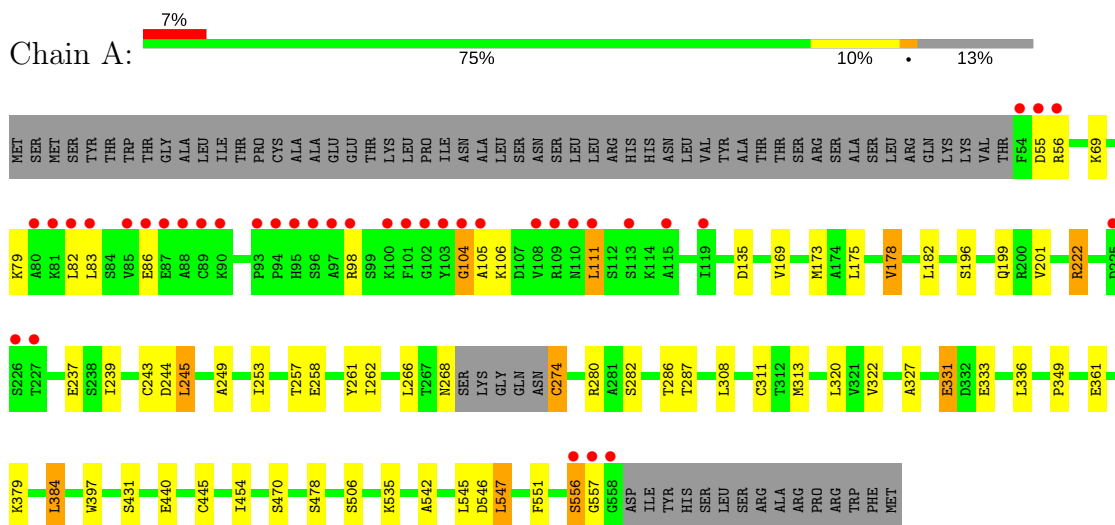 7%
Chain A:
75% 10% • 13%
MET SER MET SER TYR THR TRP THR GLY ALA LEU ILE THR PRO CYS ALA ALA GLU GLU THR LYS LEU PRO ILE ASN ALA LEU SER ASN SER LEU LEU ARG HIS HIS ASN LEU VAL TYR ALA THR THR SER ARG SER ALA SER LEU ARG GLN LYS LYS VAL THR F54 D55 R56 K69
K79 A80 K81 L82 L83 S84 V85 E86 E87 A88 C89 K90 P93 P94 H95 S96 A97 R98 S99 K100 F101 G102 Y103 G104 A105 K106 D107 V108 R109 N110 L111 S112 S113 K114 A115 I119 D135 V169 M173 A174 L175 V178 L182 S196 Q199 R200 V201 R222 D225
S226 T227 E237 S238 I239 C243 D244 L245 A249 I253 T257 E258 Y261 I262 L266 T267 N268 SER LYS GLY GLN ASN C274 R280 A281 S282 T286 T287 L308 C311 T312 M313 L320 V321 V322 A327 E331 D332 E333 L336 P349 E361
K379 L384 W397 S431 E440 C445 I454 S470 S478 S506 K535 A542 L545 D546 L547 F551 S556 G557 G558 ASP ILE TYR HIS SER LEU SER ARG ALA ARG PRO ARG TRP PHE MET